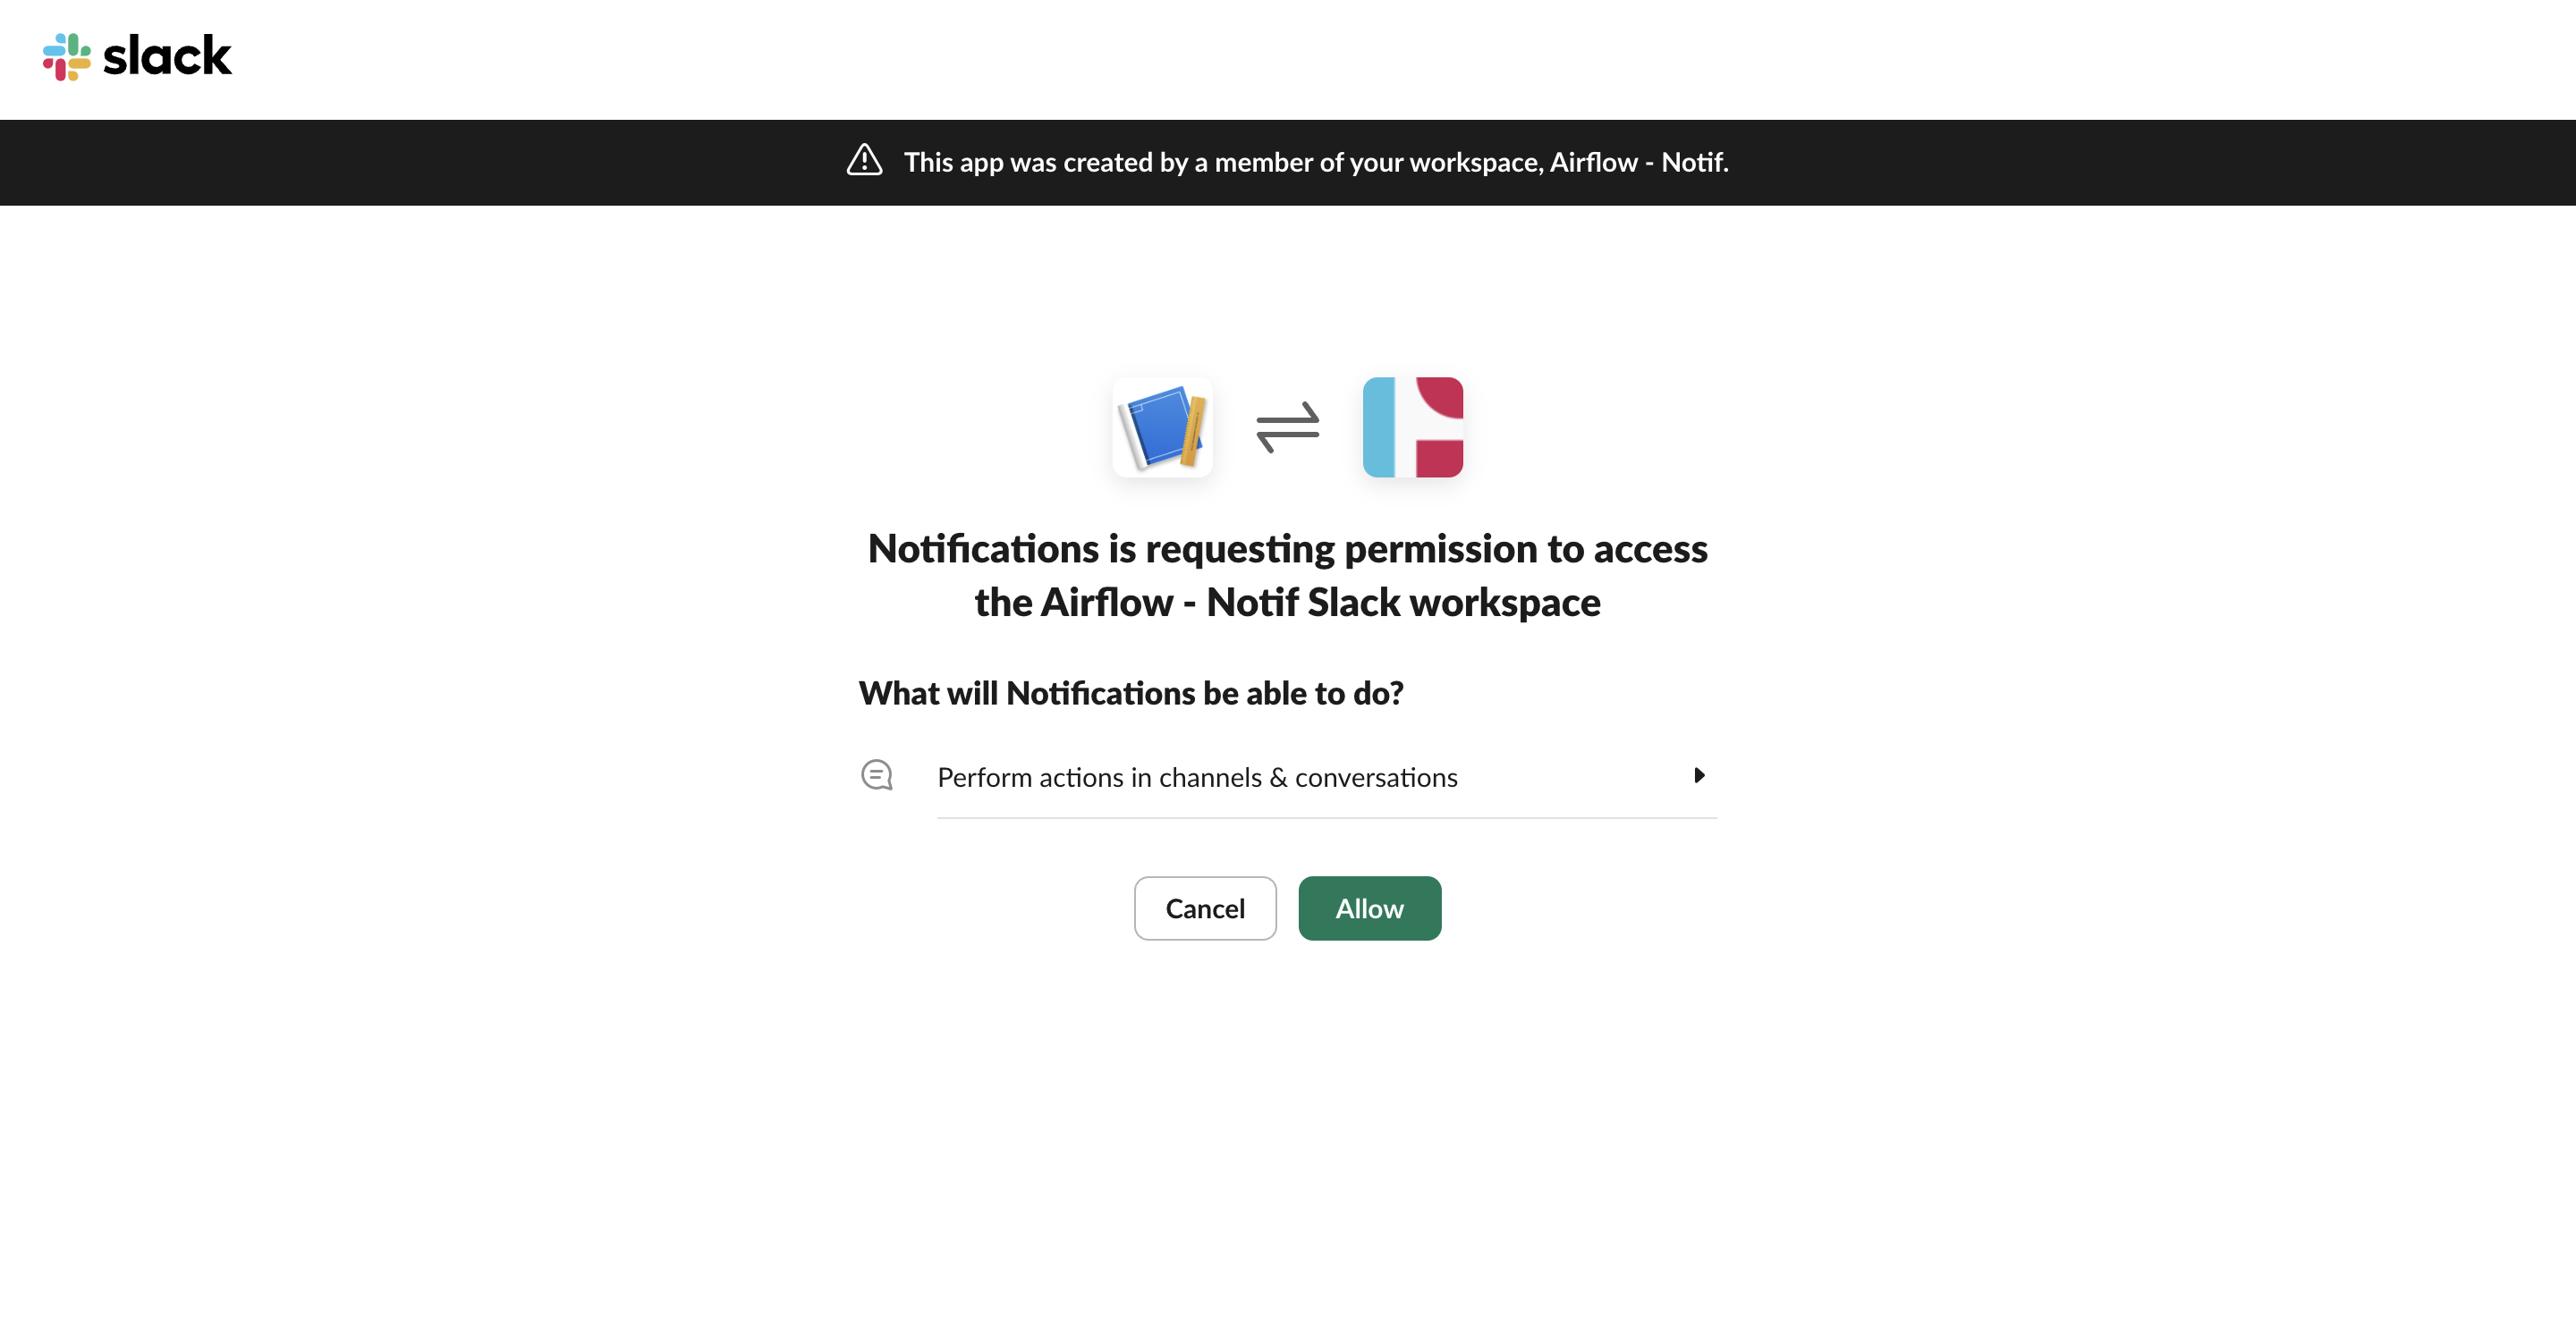 slack
This app was created by a member of your workspace, Airflow - Notif.
Notifications is requesting permission to access
the Airflow - Notif Slack workspace
What will Notifications be able to do?
Perform actions in channels & conversations
Cancel
Allow